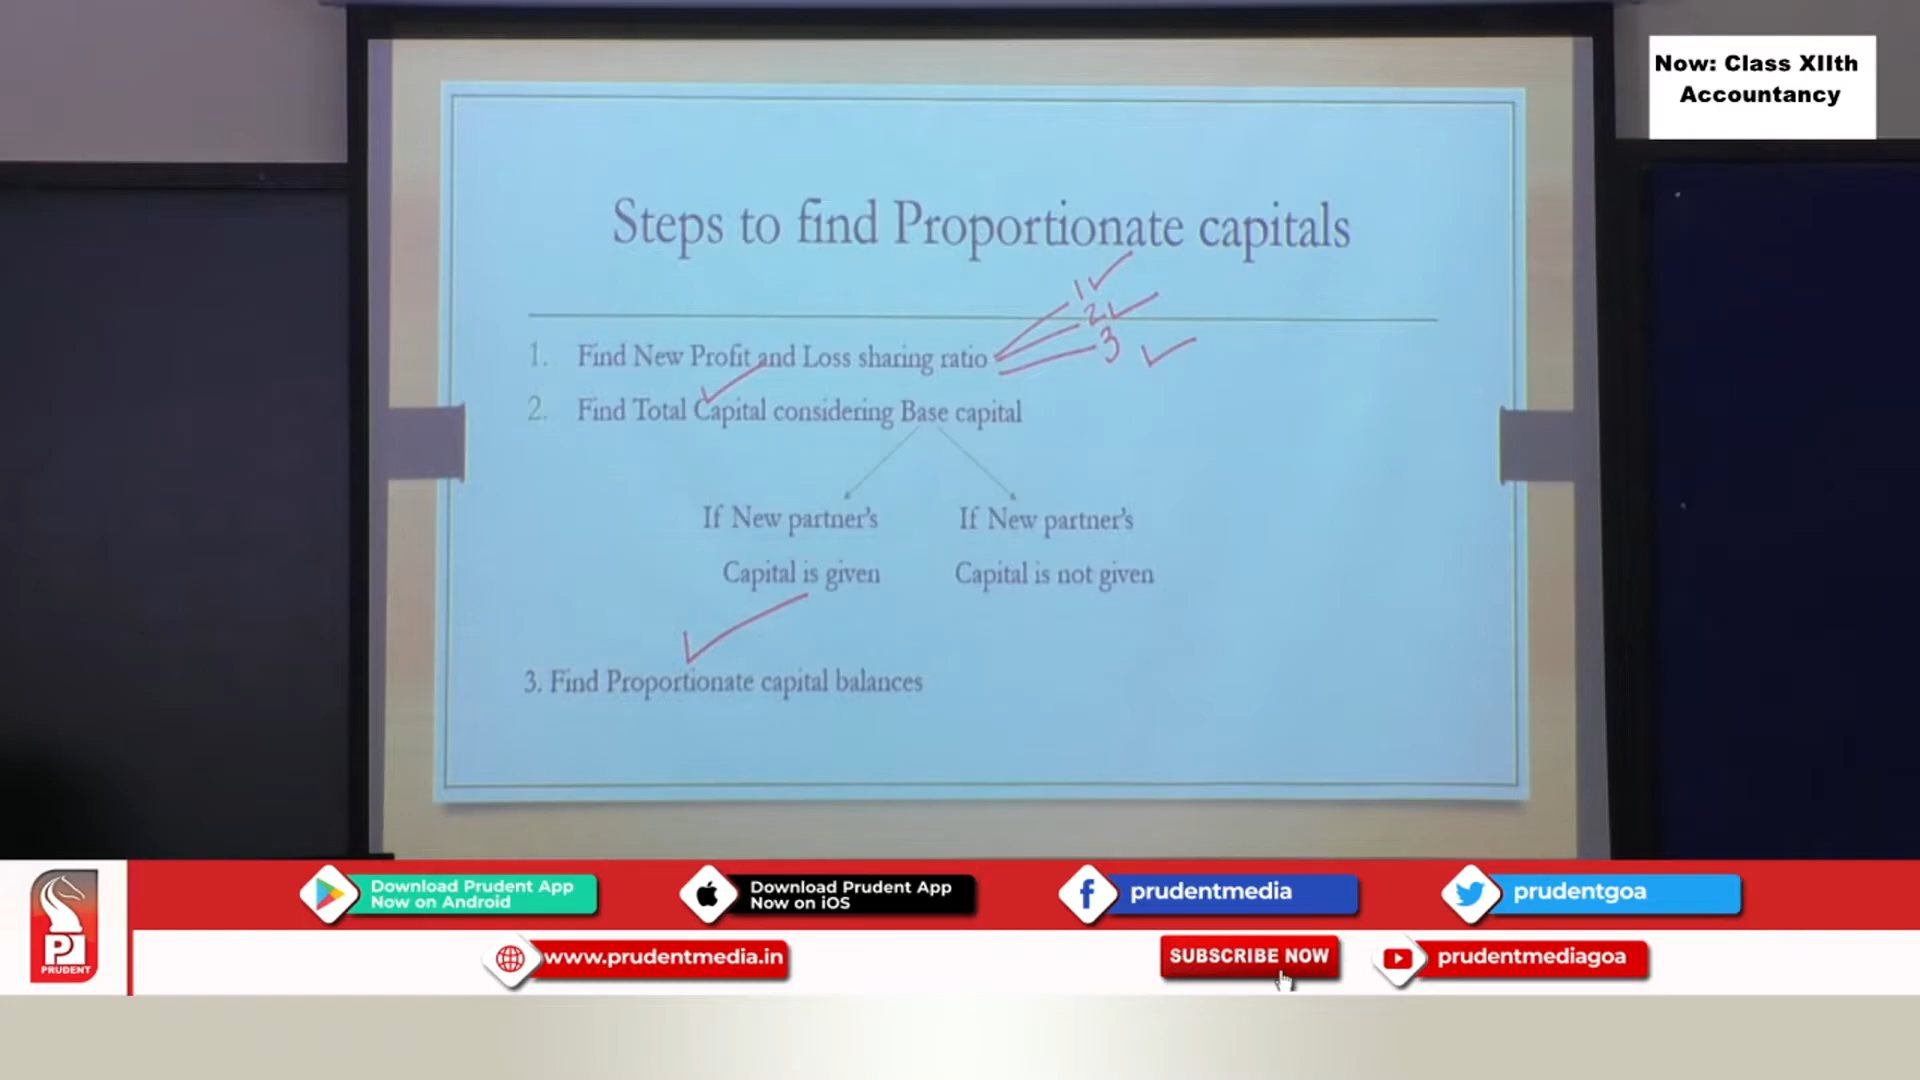 Now: Class XIIth
Accountancy
Steps to find Proportionate capitals
1✓
2✓
3 ✓
1. Find New Profit and Loss sharing ratio
2. Find Total Capital considering Base capital
If New partner's
Capital is given
If New partner's
Capital is not given
3. Find Proportionate capital balances
PRUDENT
Download Prudent App
Now on Android
Download Prudent App
Now on iOS
prudentmedia
prudentgoa
www.prudentmedia.in
SUBSCRIBE NOW
prudentmediagoa